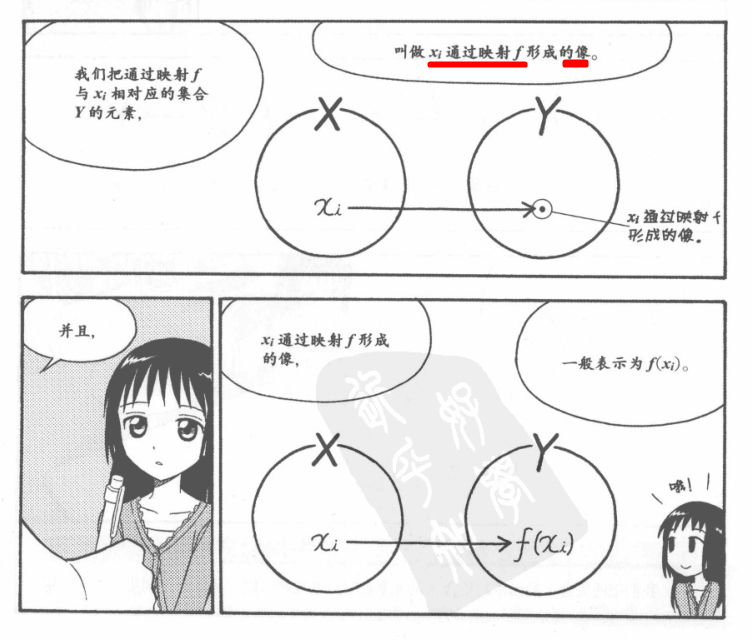 我们把通过映射f
与xi相对应的集合
Y的元素,
叫做xi通过映射f形成的像。
X
Y
xi
xi通过映射f
形成的像。
并且,
xi通过映射f形成
的像,
一般表示为f(xi)。
X
Y
xi
f(xi)
哦!